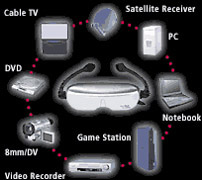 Cable TV
Satellite Receiver
PC
DVD
Notebook
8mm/DV
Game Station
Video Recorder